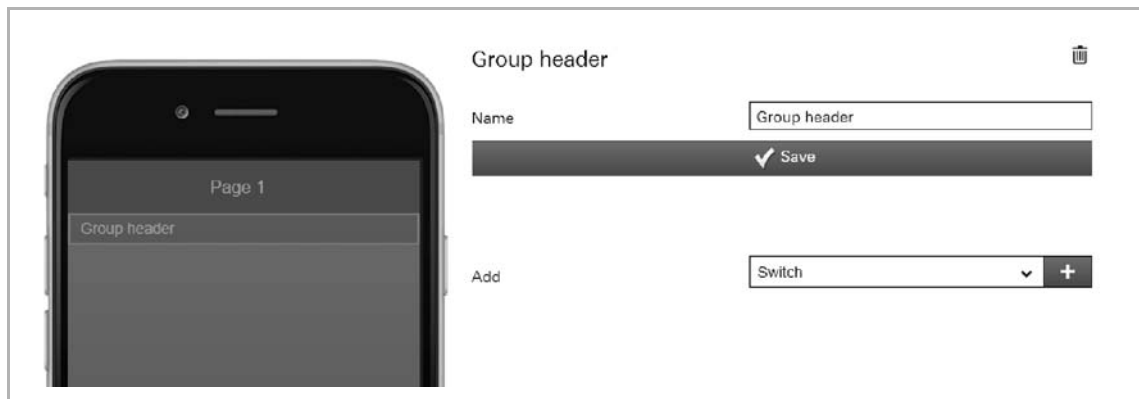 Page 1
Group header
Group header
Name
Group header
Save
Add
Switch